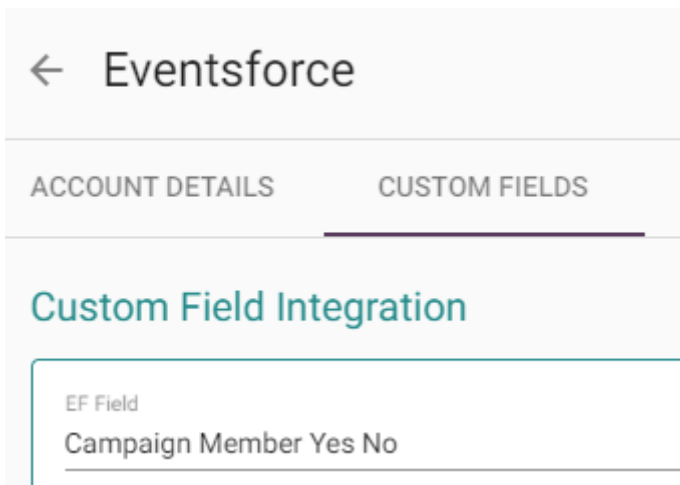 Eventsforce
ACCOUNT DETAILS CUSTOM FIELDS
Custom Field Integration
EF Field
Campaign Member Yes No